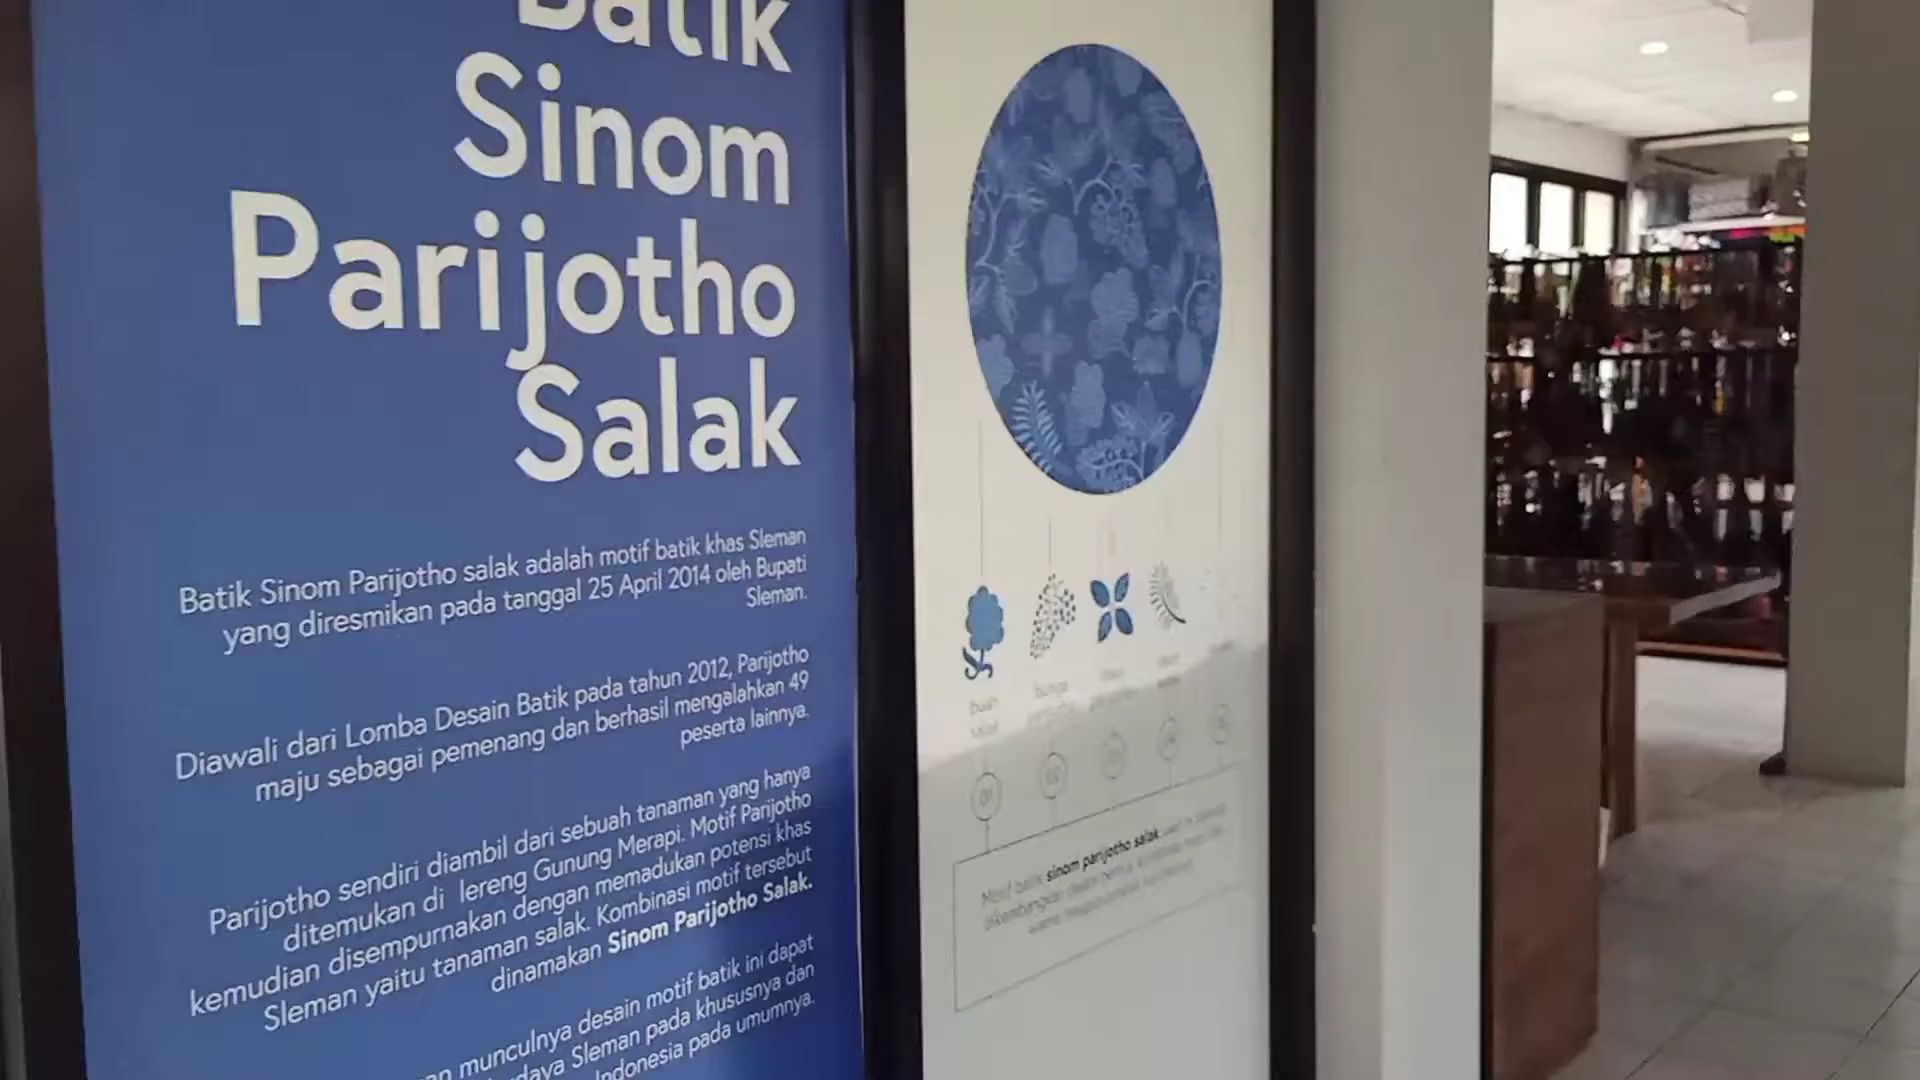 Batik
Sinom
Parijotho
Salak
Batik Sinom Parijotho salak adalah motif batik khas Sleman
yang diresmikan pada tanggal 25 April 2014 oleh Bupati
Sleman.
Diawali dari Lomba Desain Batik pada tahun 2012, Parijotho
maju sebagai pemenang dan berhasil mengalahkan 49
peserta lainnya.
Parijotho sendiri diambil dari sebuah tanaman yang hanya
ditemukan di lereng Gunung Merapi. Motif Parijotho
kemudian disempurnakan dengan memadukan potensi khas
Sleman yaitu tanaman salak. Kombinasi motif tersebut
dinamakan Sinom Parijotho Salak.
munculnya desain motif batik ini dapat
Sleman pada khususnya dan
Indonesia pada umumnya.
buah
salak
bunga
01
02
Motif batik sinom parijotho salak